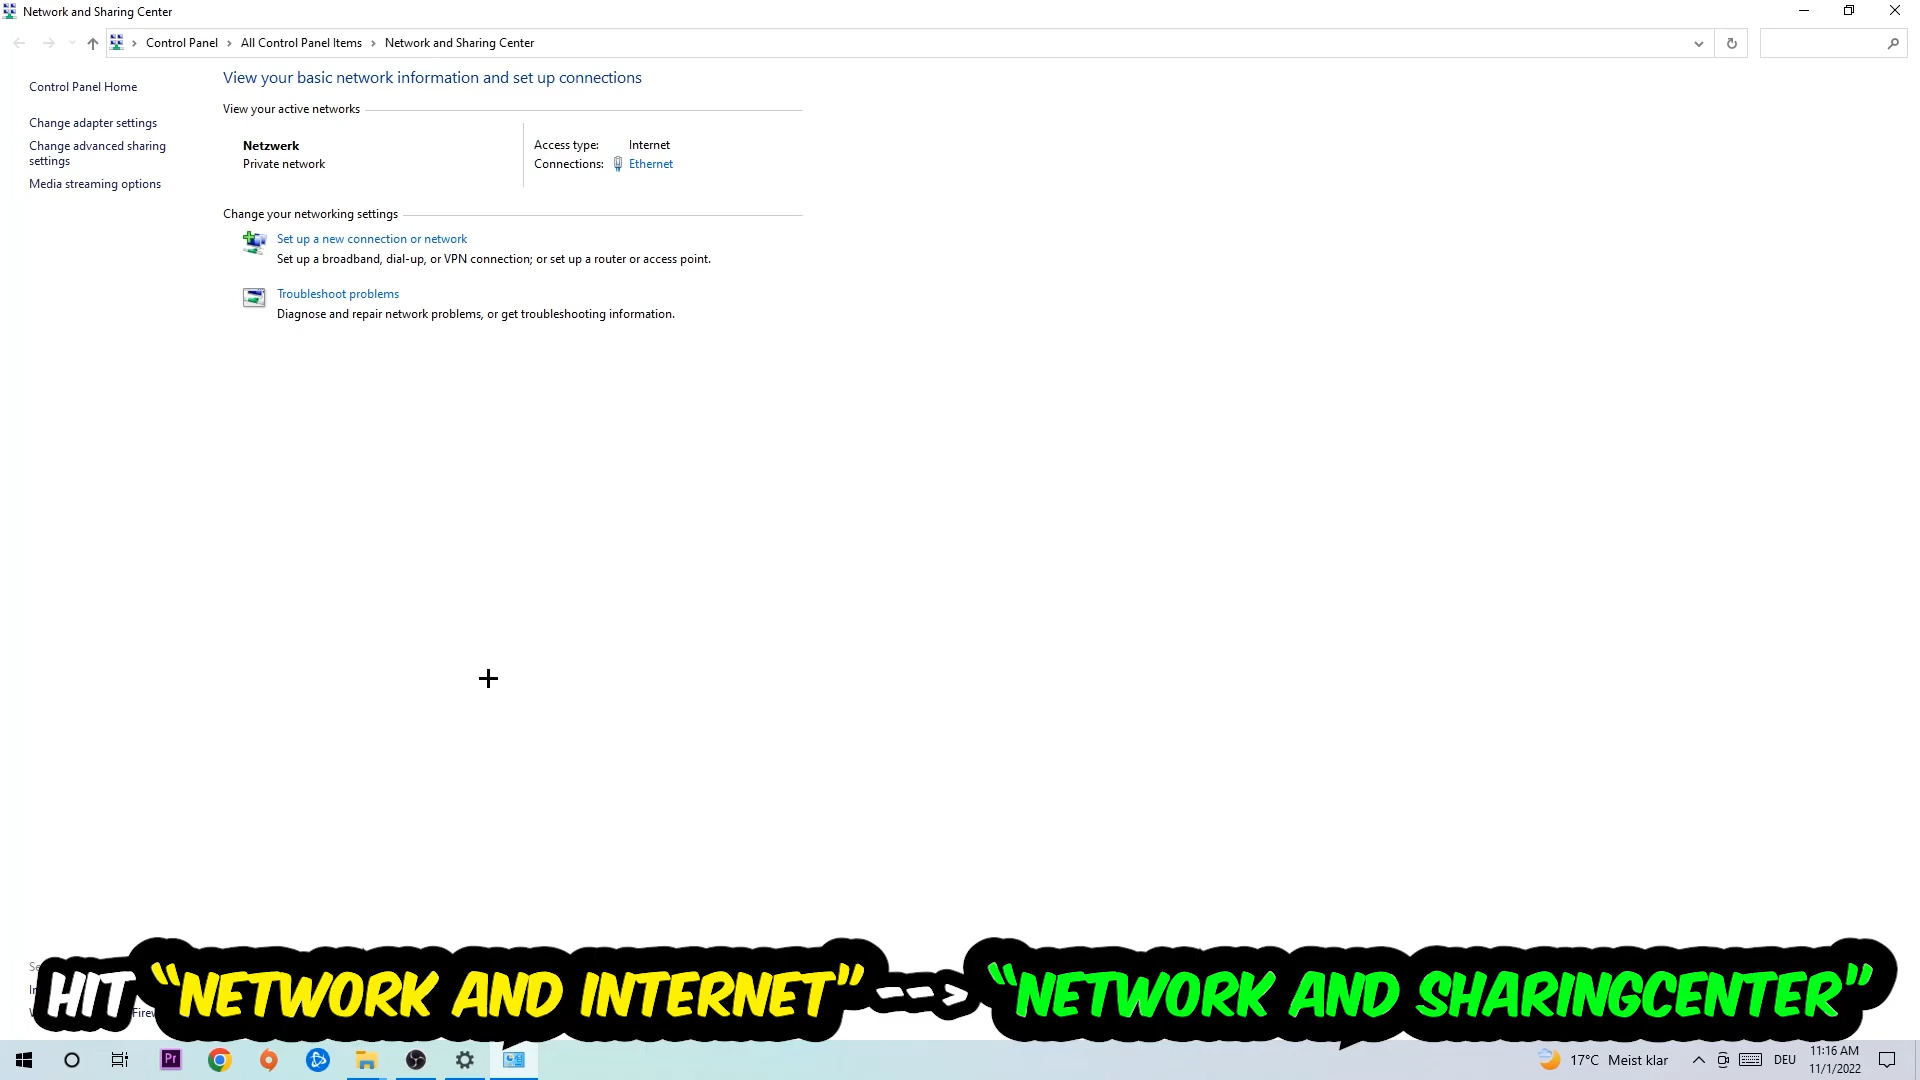 Network and Sharing Center
Control Panel > All Control Panel Items > Network and Sharing Center
Control Panel Home
Change adapter settings
Change advanced sharing
settings
Media streaming options
View your basic network information and set up connections
View your active networks
Netzwerk
Private network
Access type: Internet
Connections: Ethernet
Change your networking settings
Set up a new connection or network
Set up a broadband, dial-up, or VPN connection; or set up a router or access point.
Troubleshoot problems
Diagnose and repair network problems, or get troubleshooting information.
HIT “NETWORK AND INTERNET” ---> “NETWORK AND SHARINGCENTER”
Pr
17°C Meist klar
DEU
11:16 AM
11/1/2022